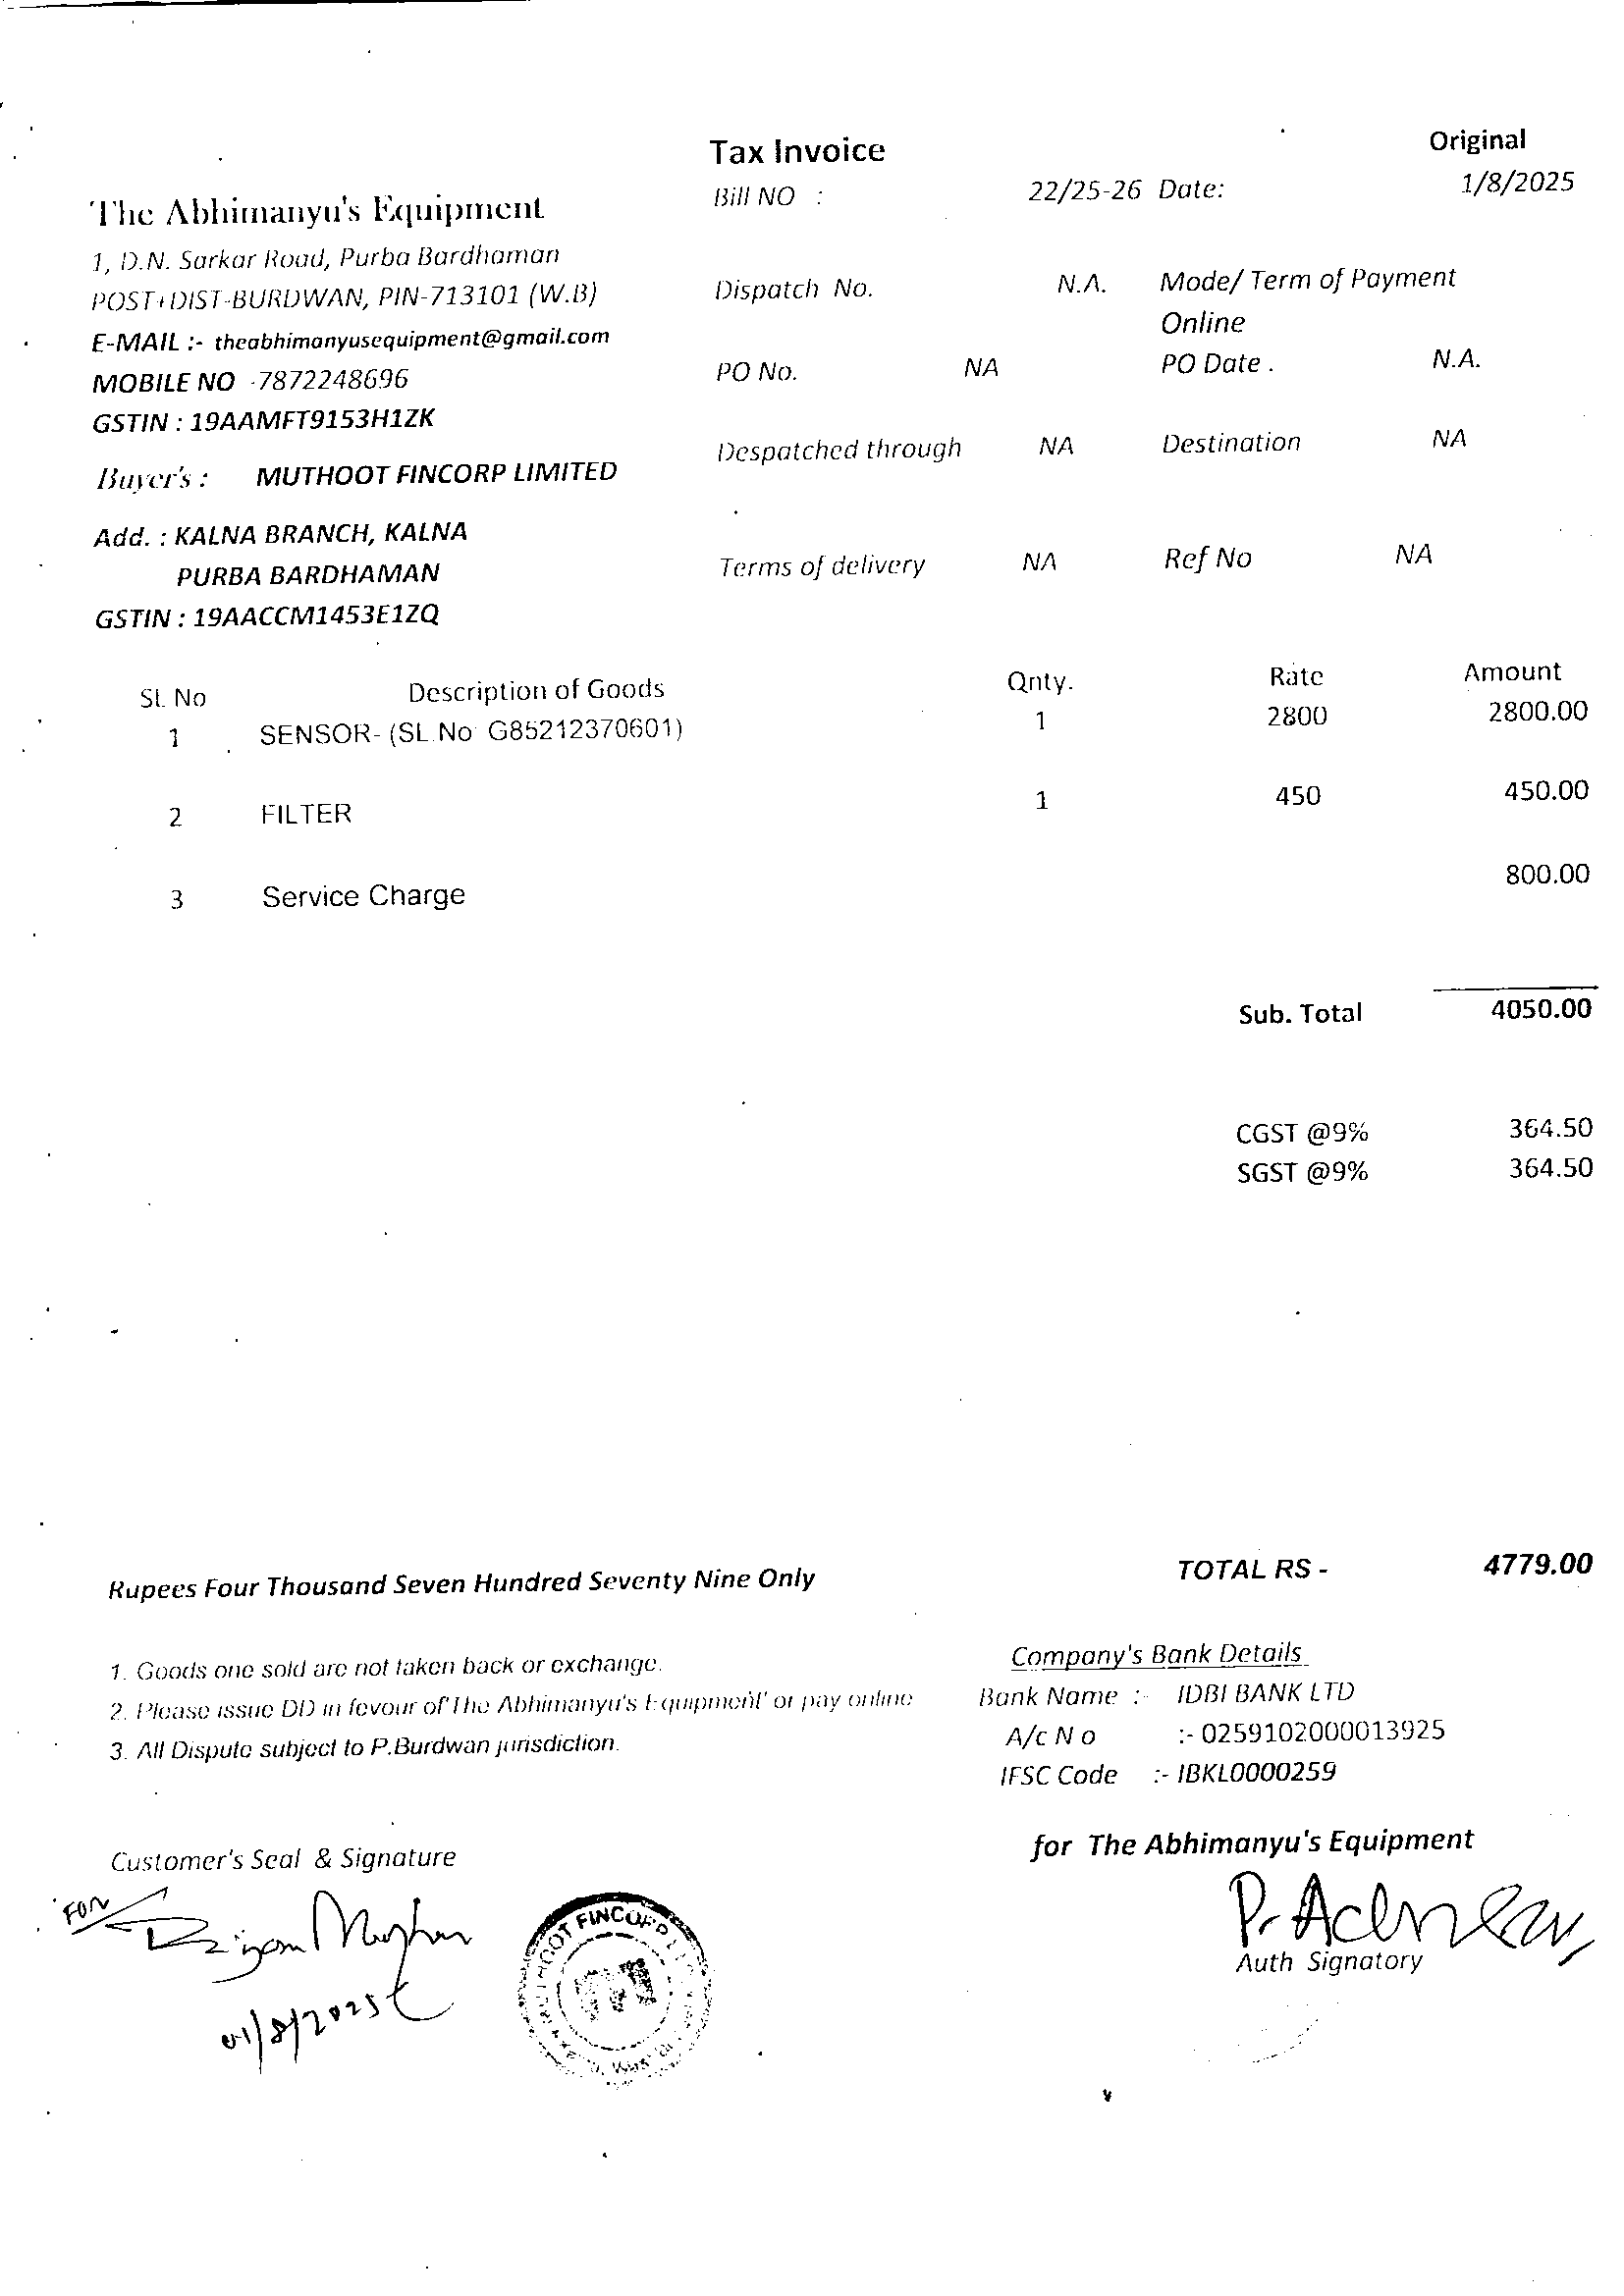 Original
Tax Invoice
Bill NO : 22/25-26 Date: 1/8/2025
The Abhimanyu's Equipment
1, D.N. Sarkar Road, Purba Bardhaman
POST+DIST-BURDWAN, PIN-713101 (W.B)
E-MAIL :- theabhimanyusequipment@gmail.com
MOBILE NO -7872248696
GSTIN : 19AAMFT9153H1ZK
Dispatch No. N.A. Mode/ Term of Payment
Online
PO No. NA PO Date . N.A.
Despatched through NA Destination NA
Buyer's : MUTHOOT FINCORP LIMITED
Add. : KALNA BRANCH, KALNA
PURBA BARDHAMAN
GSTIN : 19AACCM1453E1ZQ
Terms of delivery NA Ref No NA
SL No Description of Goods Qnty. Rate Amount
1 SENSOR- (SL.No G85212370601) 1 2800 2800.00
2 FILTER 1 450 450.00
3 Service Charge 800.00
Sub. Total 4050.00
CGST @9% 364.50
SGST @9% 364.50
Rupees Four Thousand Seven Hundred Seventy Nine Only TOTAL RS - 4779.00
1. Goods one sold are not taken back or exchange.
2. Please issue DD in fevour of'The Abhimanyu's Equipment' or pay online
3. All Dispute subject to P.Burdwan jurisdiction.
Company's Bank Details
Bank Name :- IDBI BANK LTD
A/c N o :- 0259102000013925
IFSC Code :- IBKL0000259
for The Abhimanyu's Equipment
Auth Signatory
Customer's Seal & Signature
FOR
01/8/2025
MUTHOOT FINCORP